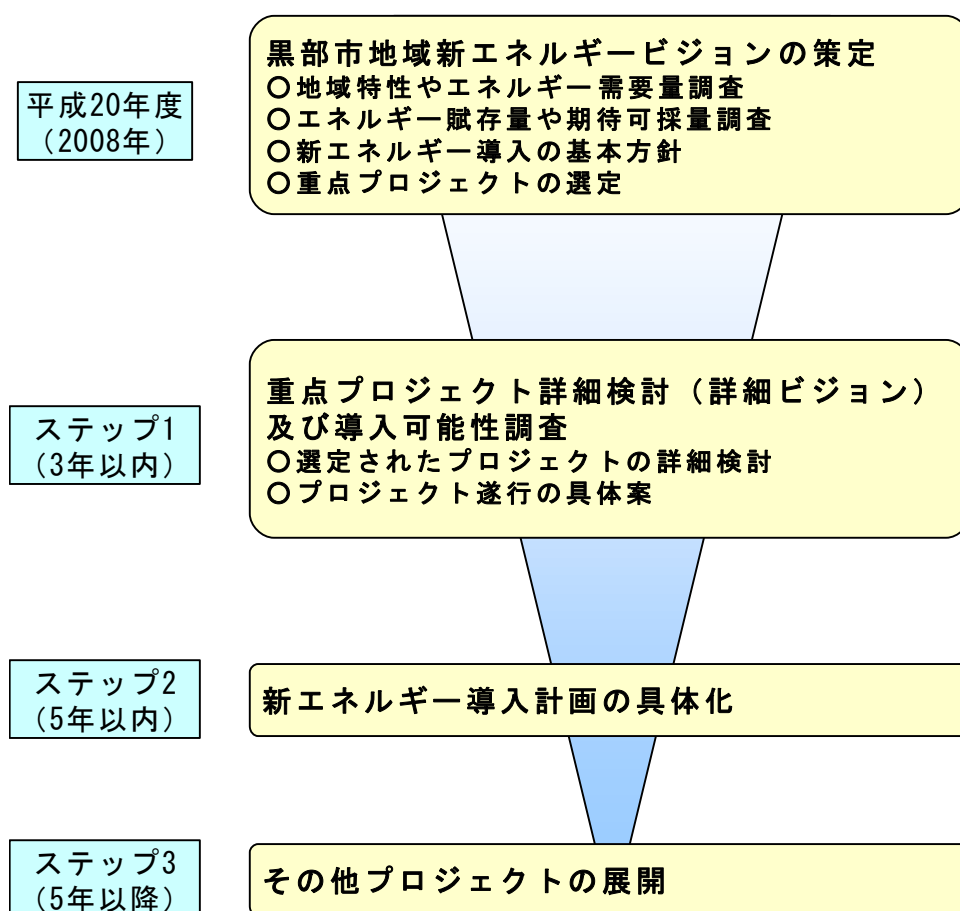 平成20年度
（2008年）
黒部市地域新エネルギービジョンの策定
○地域特性やエネルギー需要量調査
○エネルギー賦存量や期待可採量調査
○新エネルギー導入の基本方針
○重点プロジェクトの選定
ステップ1
（3年以内）
重点プロジェクト詳細検討（詳細ビジョン）
及び導入可能性調査
○選定されたプロジェクトの詳細検討
○プロジェクト遂行の具体案
ステップ2
（5年以内）
新エネルギー導入計画の具体化
ステップ3
（5年以降）
その他プロジェクトの展開